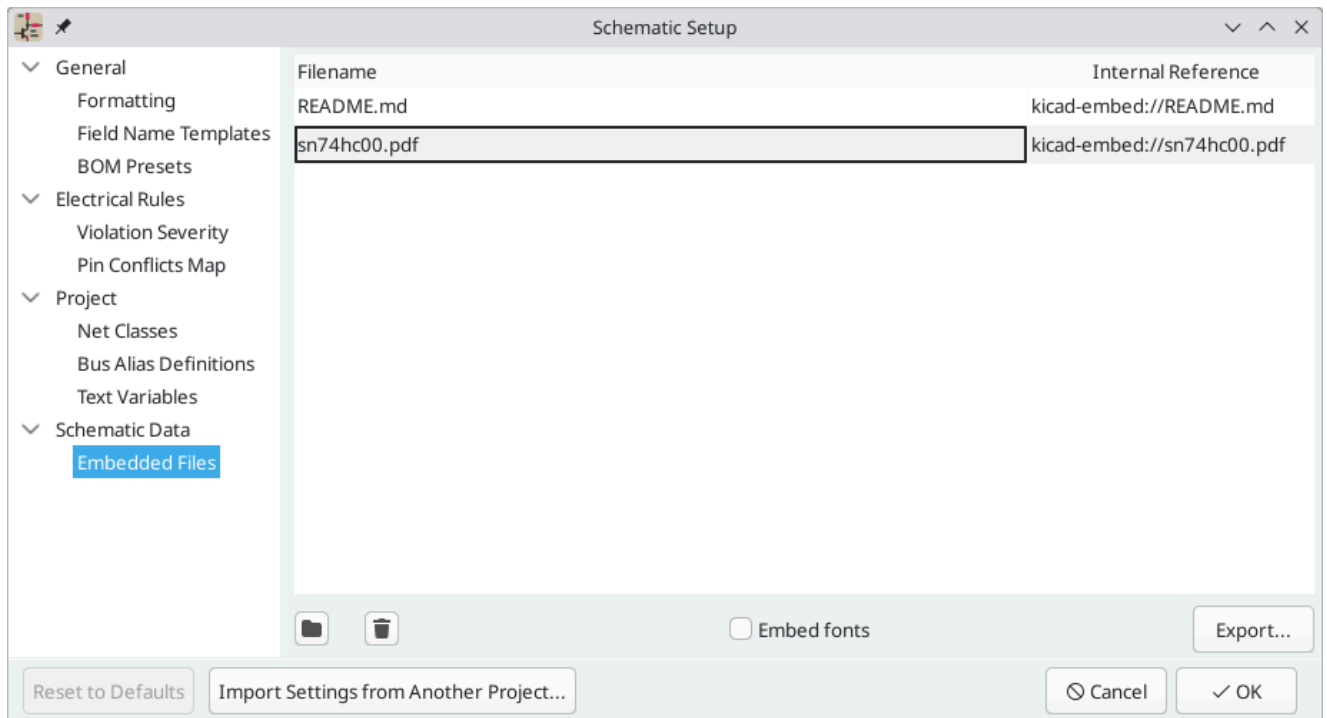 Schematic Setup
General
Formatting
Field Name Templates
BOM Presets
Electrical Rules
Violation Severity
Pin Conflicts Map
Project
Net Classes
Bus Alias Definitions
Text Variables
Schematic Data
Embedded Files
Filename Internal Reference
README.md kicad-embed://README.md
sn74hc00.pdf kicad-embed://sn74hc00.pdf
Embed fonts Export...
Reset to Defaults Import Settings from Another Project... Cancel OK